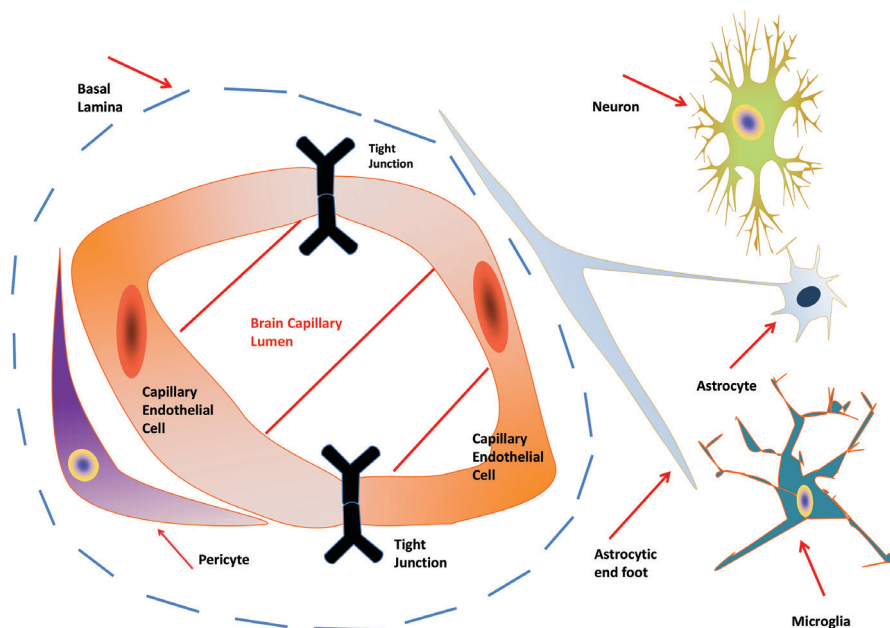 Basal
Lamina
Neuron
Tight
Junction
Brain Capillary
Lumen
Capillary
Endothelial
Cell
Astrocyte
Capillary
Endothelial
Cell
Tight
Junction
Pericyte
Astrocytic
end foot
Microglia